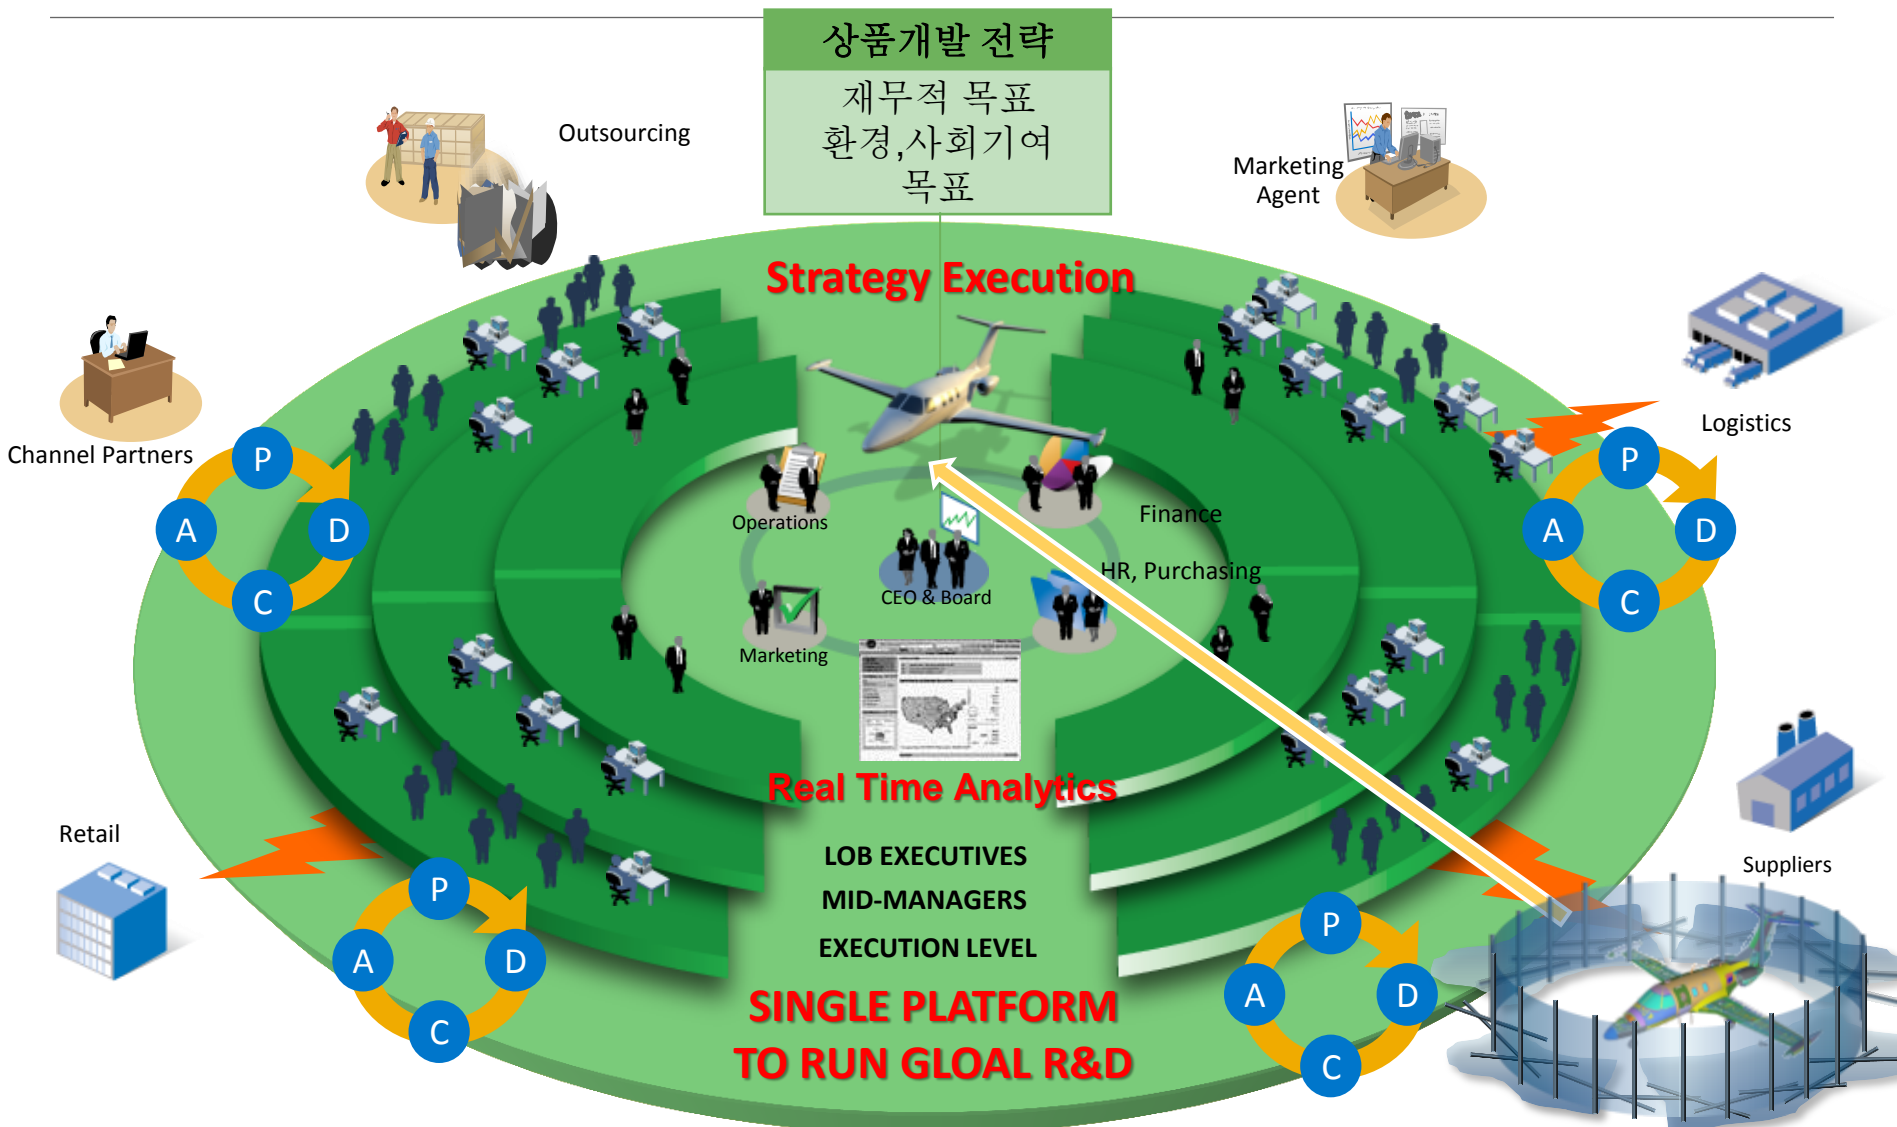 상품개발 전략
재무적 목표
환경,사회기여
목표
Outsourcing
Marketing
Agent
Strategy Execution
Channel Partners
Logistics
P
A
D
C
P
A
D
C
Operations
Finance
HR, Purchasing
CEO & Board
Marketing
Real Time Analytics
Retail
Suppliers
LOB EXECUTIVES
MID-MANAGERS
EXECUTION LEVEL
P
A
D
C
P
A
D
C
SINGLE PLATFORM
TO RUN GLOAL R&D